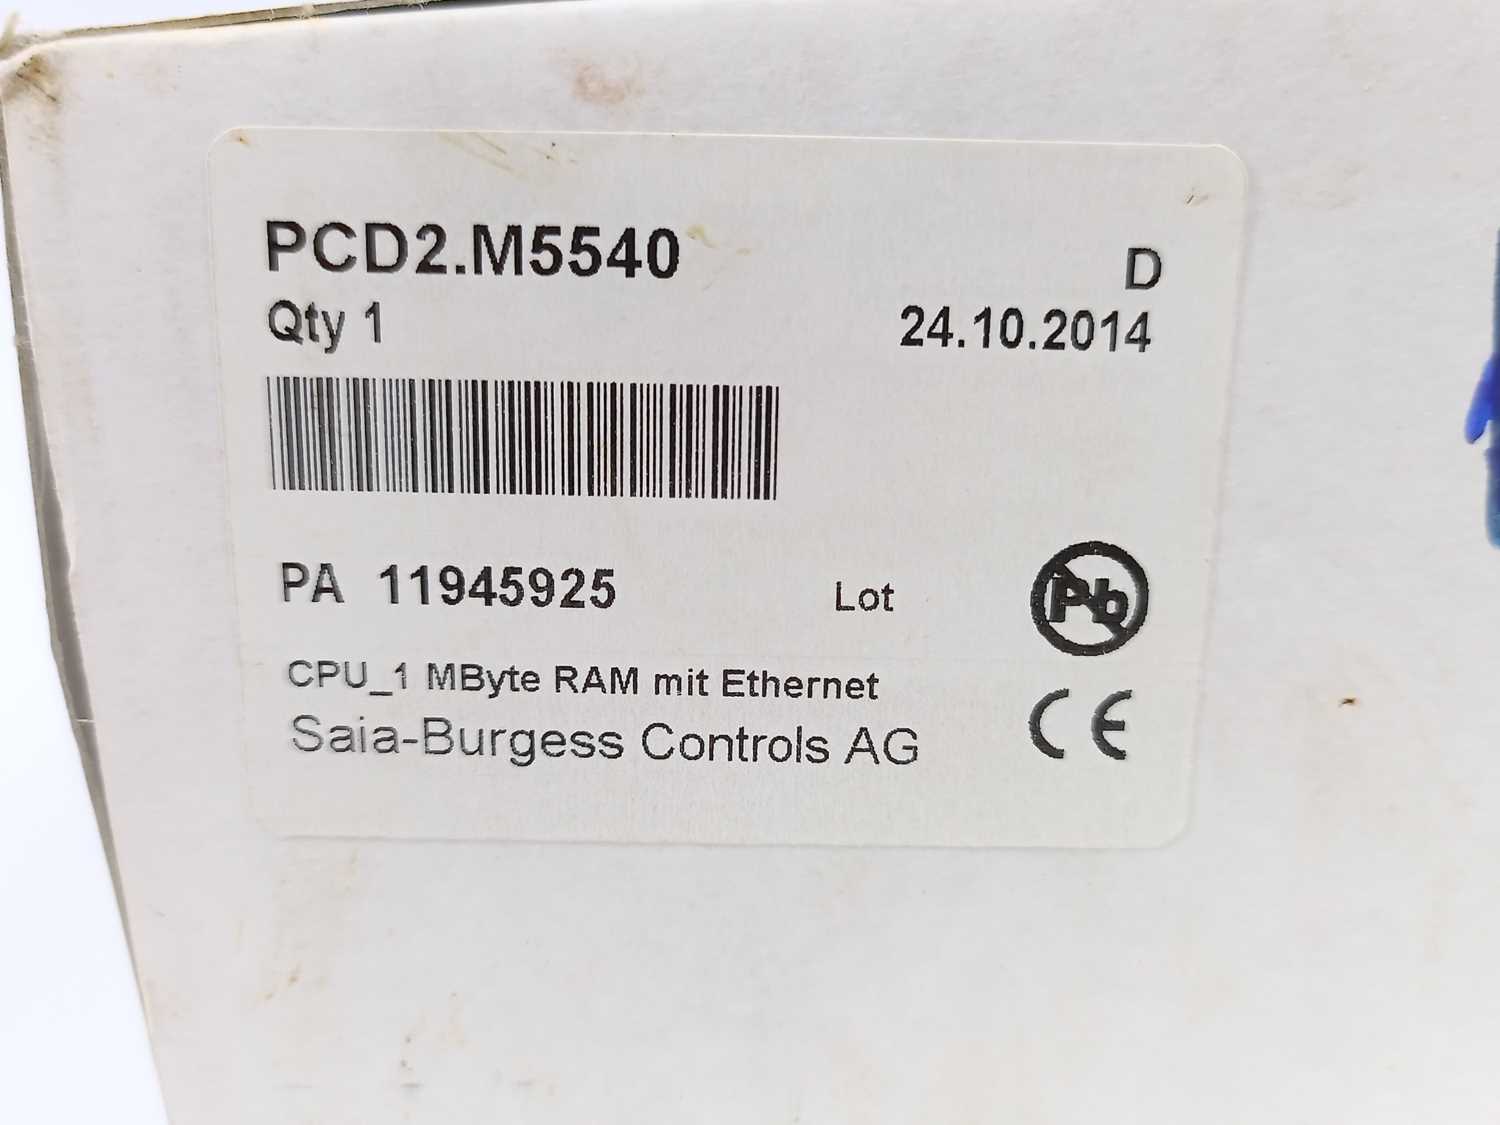 PCD2.M5540
D
Qty 1
24.10.2014
PA 11945925
Lot
Pb
CPU_1 MByte RAM mit Ethernet
Saia-Burgess Controls AG
CE